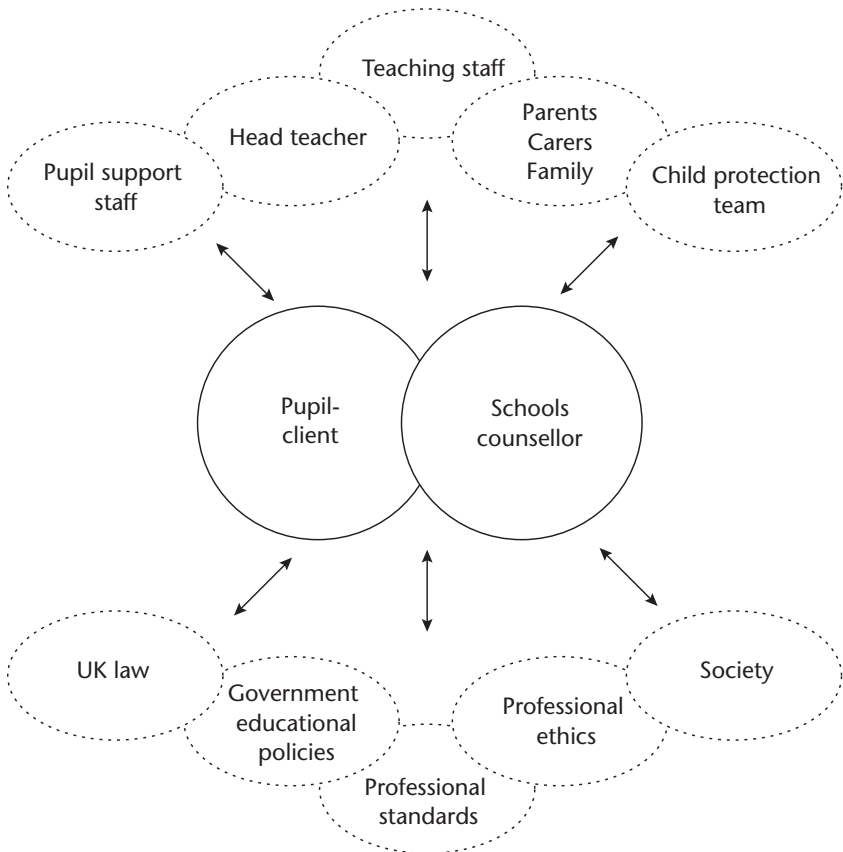 Teaching staff
Head teacher
Parents
Carers
Family
Pupil support
staff
Child protection
team
Pupil-
client
Schools
counsellor
UK law
Government
educational
policies
Professional
standards
Professional
ethics
Society